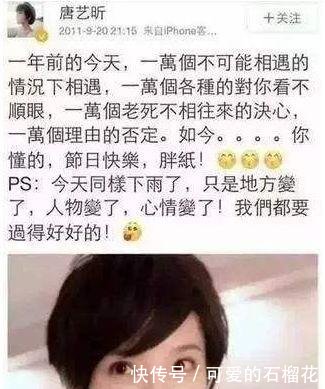 唐艺昕
+关注
2011-9-20 21:15 来自iPhone客...
一年前的今天，一萬個不可能相遇的
情況下相遇，一萬個各種的對你看不
順眼，一萬個老死不相往來的決心，
一萬個理由的否定。如今。。。。你
懂的，節日快樂，胖紙！
PS：今天同樣下雨了，只是地方變
了，人物變了，心情變了！我們都要
過得好好的！
快传号/可爱的石榴花